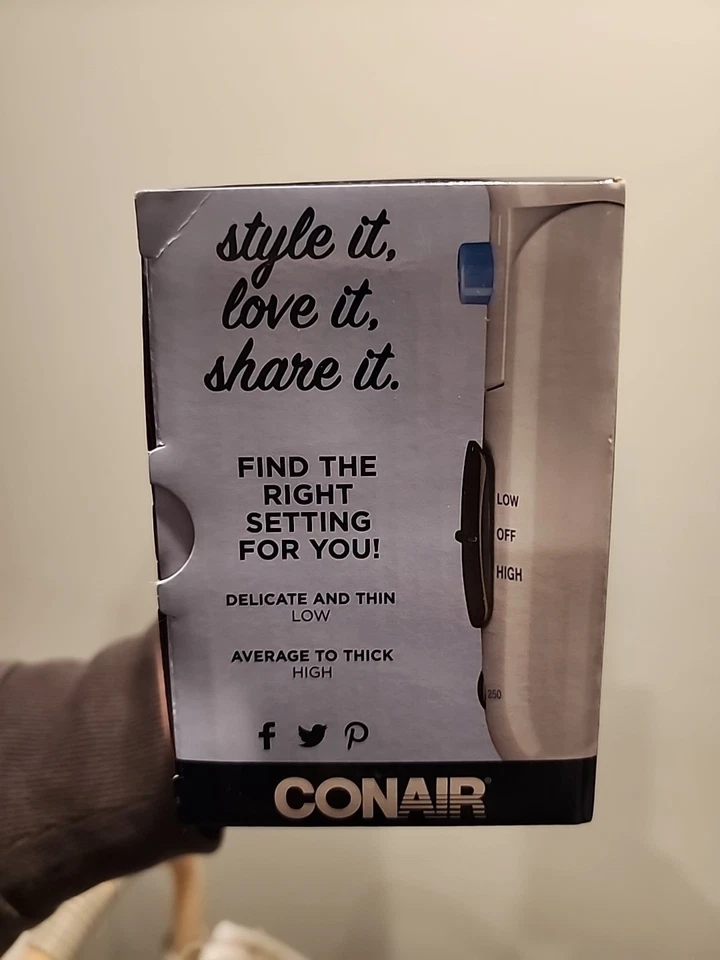 style it,
love it,
share it.
FIND THE
RIGHT
SETTING
FOR YOU!
DELICATE AND THIN
LOW
AVERAGE TO THICK
HIGH
LOW
OFF
HIGH
250
CONAIR®